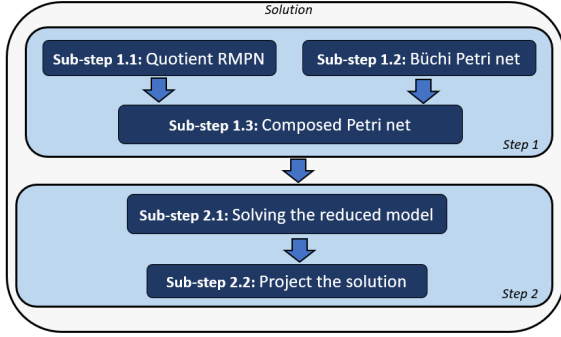 Solution
Sub-step 1.1: Quotient RMPN
Sub-step 1.2: Büchi Petri net
Sub-step 1.3: Composed Petri net
Step 1
Sub-step 2.1: Solving the reduced model
Sub-step 2.2: Project the solution
Step 2